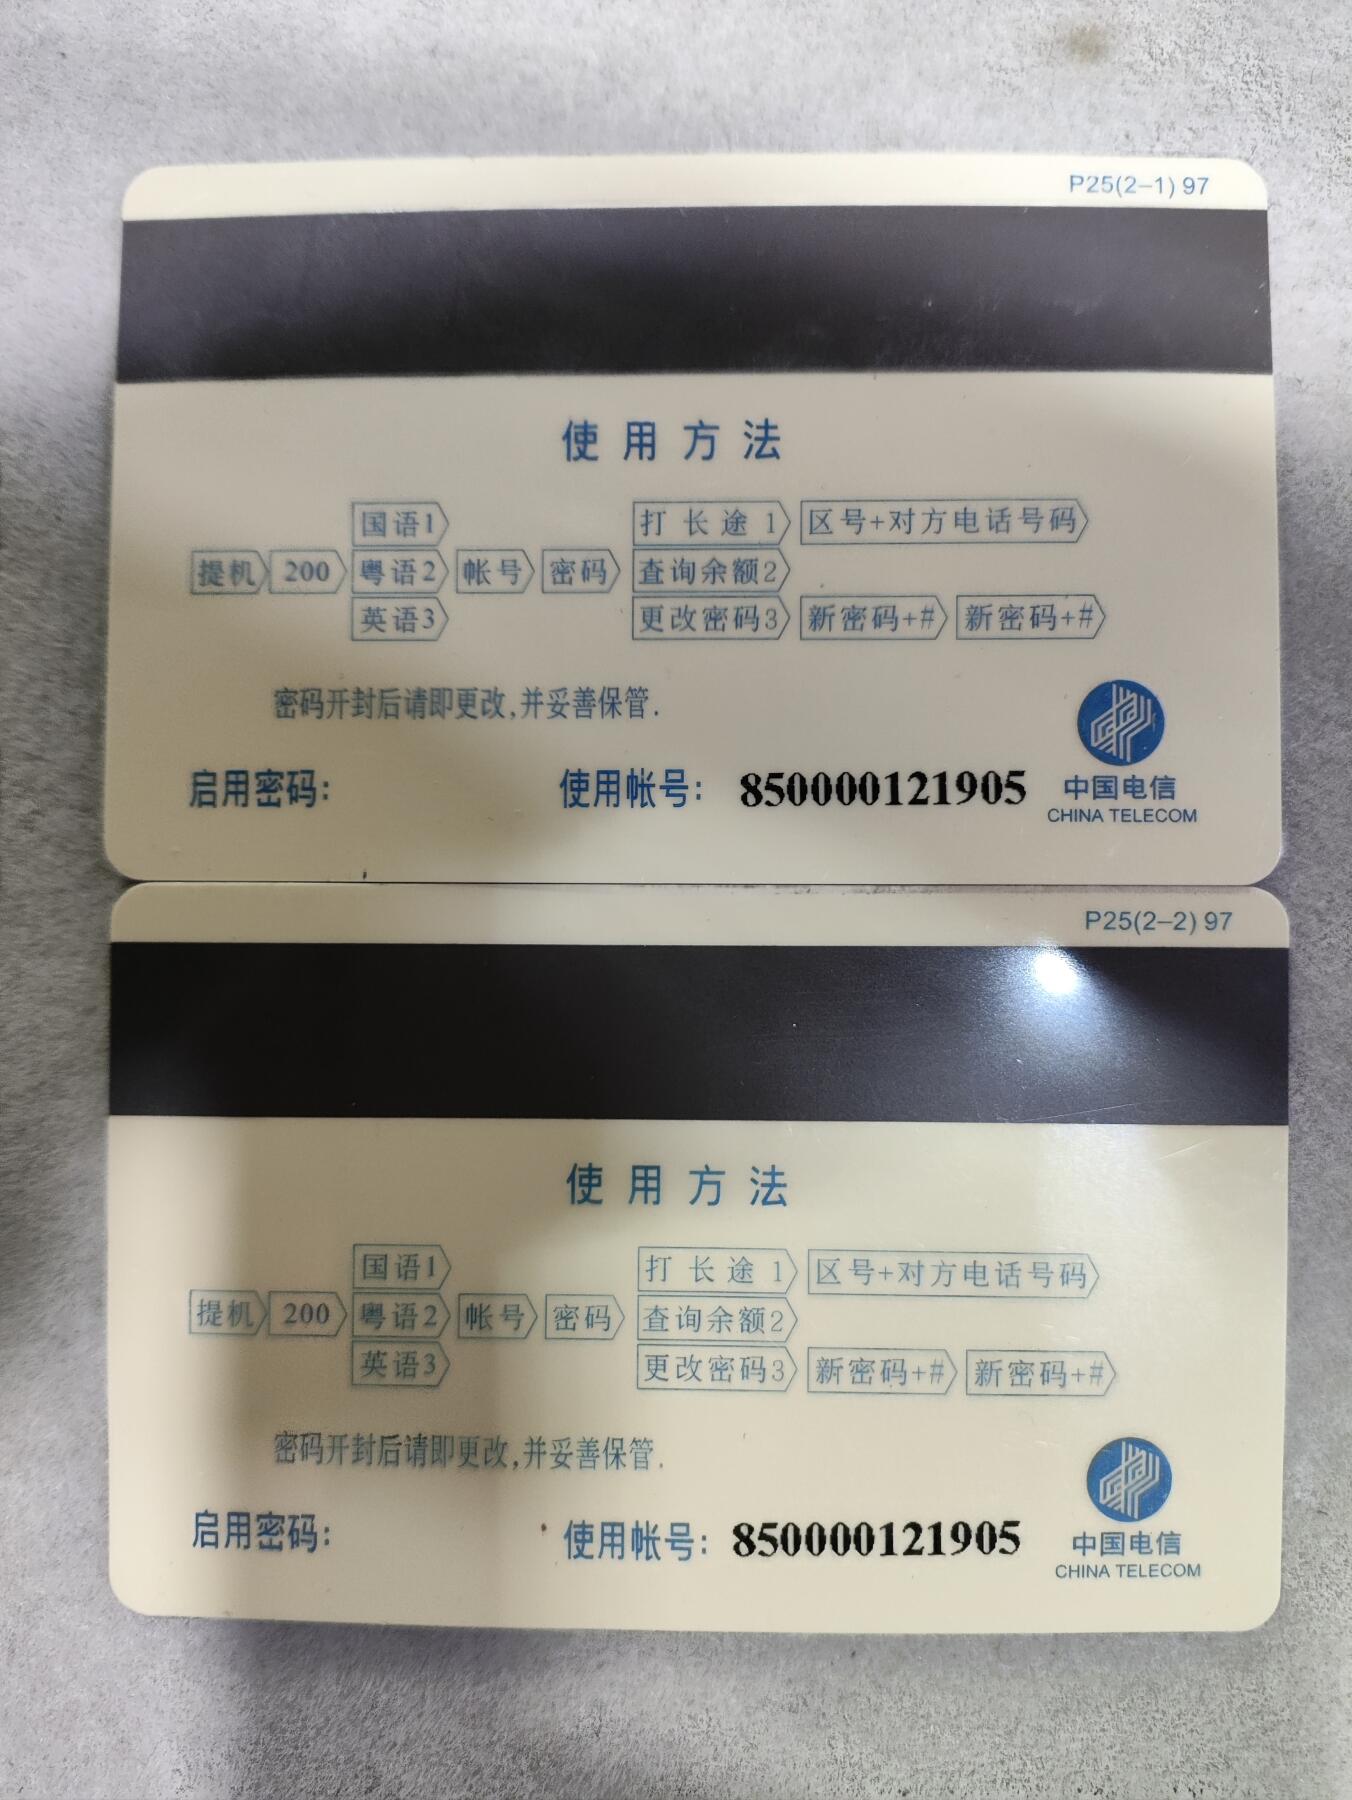 P25(2-1) 97
使用方法
国语1 打长途1 区号+对方电话号码
提机 200 粤语2 帐号 密码 查询余额2
英语3 更改密码3 新密码+# 新密码+#
密码开封后请即更改,并妥善保管.
启用密码: 使用帐号: 850000121905
中国电信
CHINA TELECOM
P25(2-2) 97
使用方法
国语1 打长途1 区号+对方电话号码
提机 200 粤语2 帐号 密码 查询余额2
英语3 更改密码3 新密码+# 新密码+#
密码开封后请即更改,并妥善保管.
启用密码: 使用帐号: 850000121905
中国电信
CHINA TELECOM